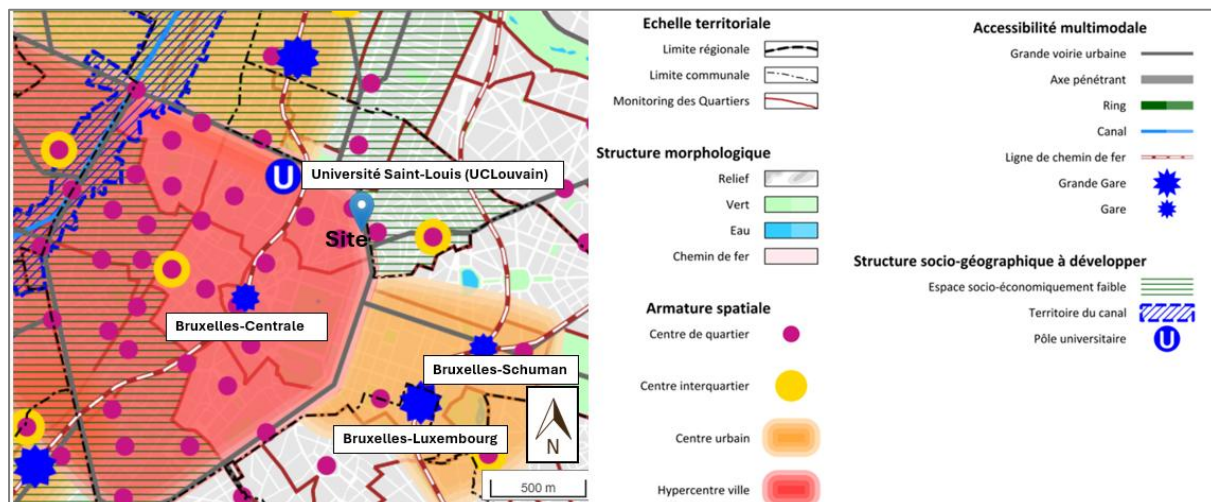 U
Université Saint-Louis (UCLouvain)
Site
Bruxelles-Centrale
Bruxelles-Schuman
Bruxelles-Luxembourg
N
500 m
Echelle territoriale
Limite régionale
Limite communale
Monitoring des Quartiers
Structure morphologique
Relief
Vert
Eau
Chemin de fer
Armature spatiale
Centre de quartier
Centre interquartier
Centre urbain
Hypercentre ville
Accessibilité multimodale
Grande voirie urbaine
Axe pénétrant
Ring
Canal
Ligne de chemin de fer
Grande Gare
Gare
Structure socio-géographique à développer
Espace socio-économiquement faible
Territoire du canal
Pôle universitaire
U